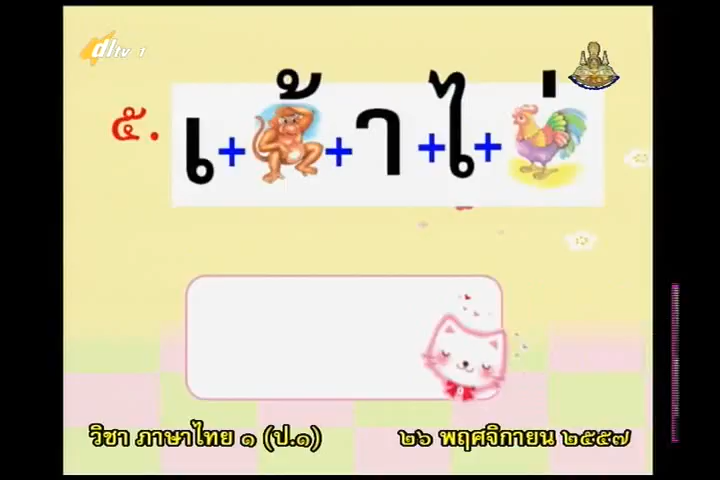 dltv 1
๕. เ + ้ + า + ไ + ่
วิชา ภาษาไทย ๑ (ป.๑) ๒๖ พฤศจิกายน ๒๕๕๗